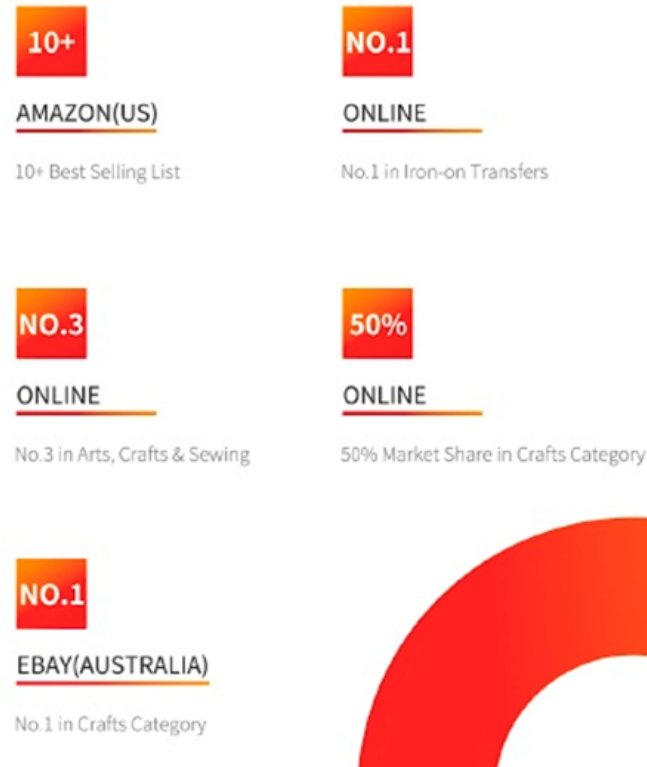 10+
AMAZON(US)
10+ Best Selling List
NO.1
ONLINE
No.1 in Iron-on Transfers
NO.3
ONLINE
No.3 in Arts, Crafts & Sewing
50%
ONLINE
50% Market Share in Crafts Category
NO.1
EBAY(AUSTRALIA)
No.1 in Crafts Category